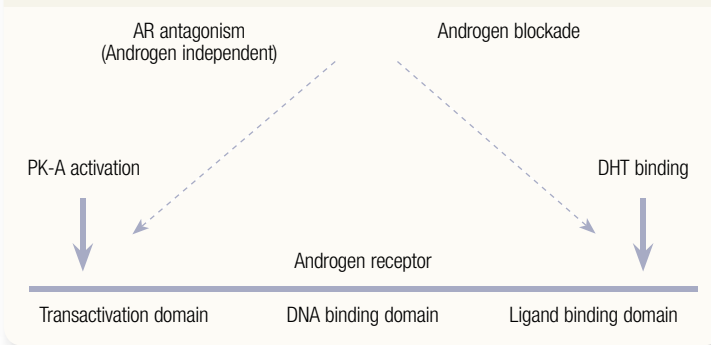 AR antagonism
(Androgen independent)
Androgen blockade
PK-A activation
DHT binding
Androgen receptor
Transactivation domain
DNA binding domain
Ligand binding domain